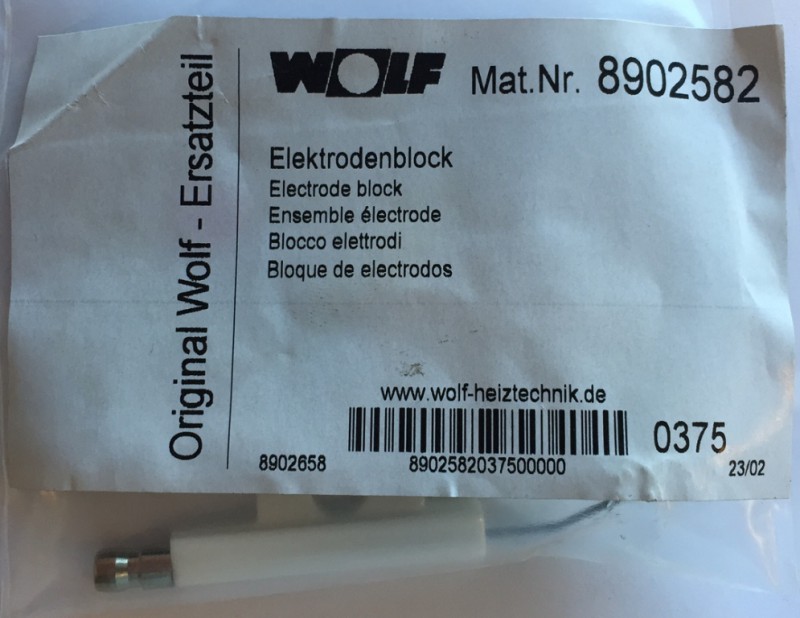 Original Wolf - Ersatzteil
WOLF Mat.Nr. 8902582
Elektrodenblock
Electrode block
Ensemble électrode
Blocco elettrodi
Bloque de electrodos
www.wolf-heiztechnik.de
0375
8902658 8902582037500000 23/02